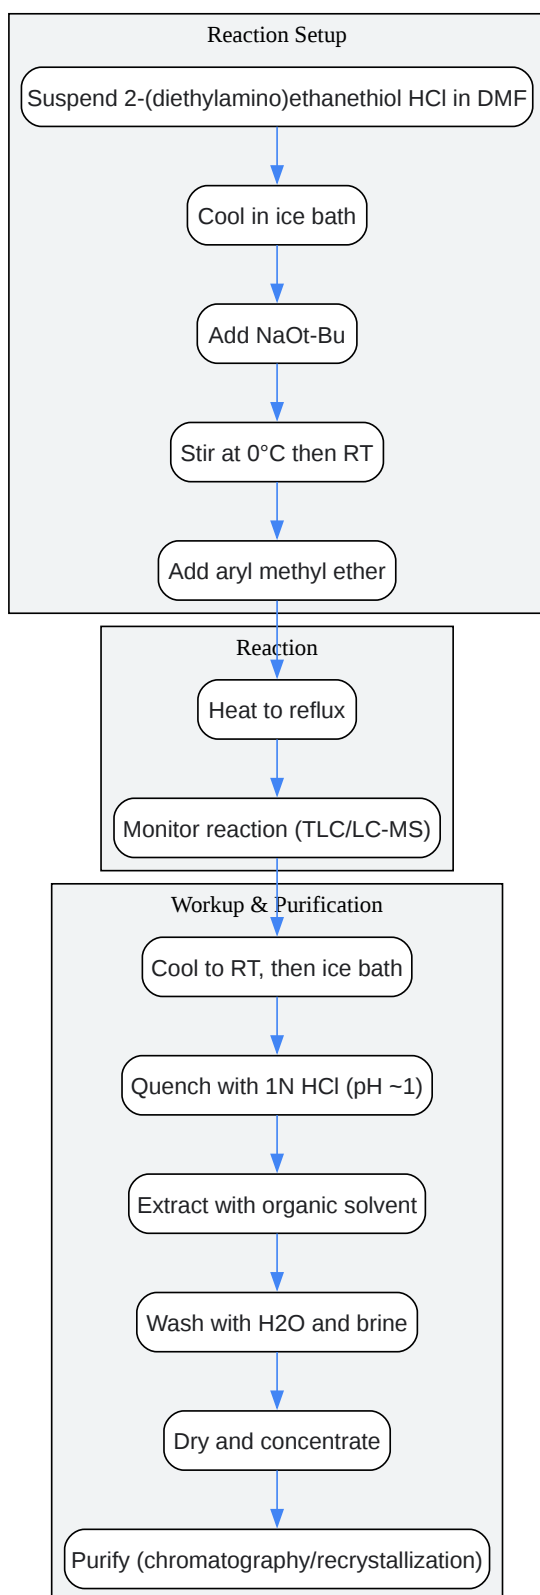 Reaction Setup
Suspend 2-(diethylamino)ethanethiol HCl in DMF
Cool in ice bath
Add NaOt-Bu
Stir at 0°C then RT
Add aryl methyl ether
Reaction
Heat to reflux
Monitor reaction (TLC/LC-MS)
Workup & Purification
Cool to RT, then ice bath
Quench with 1N HCl (pH ~1)
Extract with organic solvent
Wash with H2O and brine
Dry and concentrate
Purify (chromatography/recrystallization)